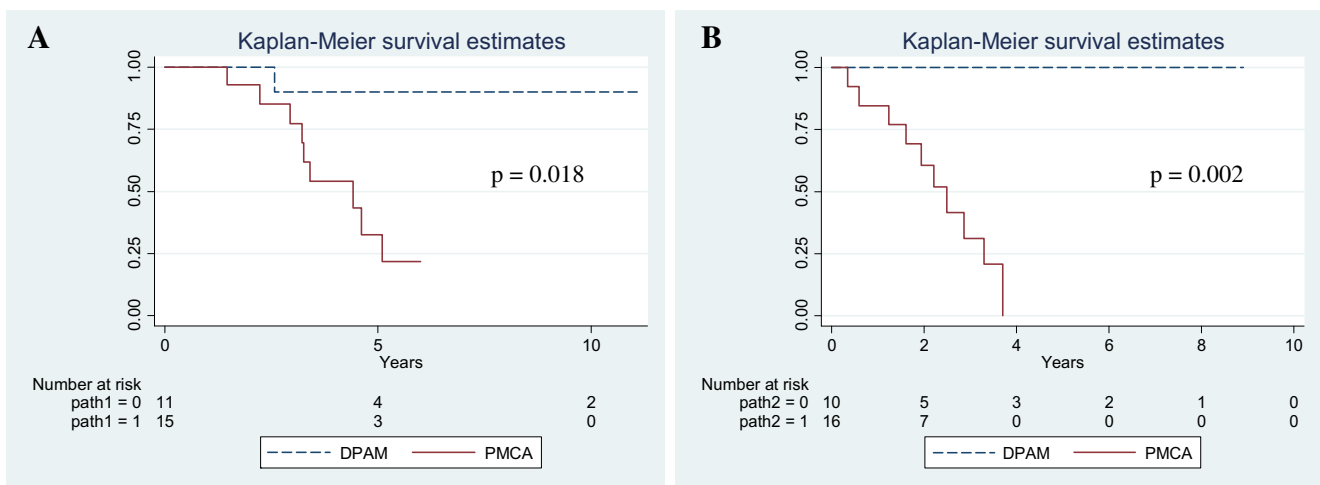 A
Kaplan-Meier survival estimates
1.00
0.75
0.50
0.25
0.00
p = 0.018
0 5 10
Years
Number at risk
path1 = 0 11 4 2
path1 = 1 15 3 0
DPAM PMCA
B
Kaplan-Meier survival estimates
1.00
0.75
0.50
0.25
0.00
p = 0.002
0 2 4 6 8 10
Years
Number at risk
path2 = 0 10 5 3 2 1 0
path2 = 1 16 7 0 0 0 0
DPAM PMCA